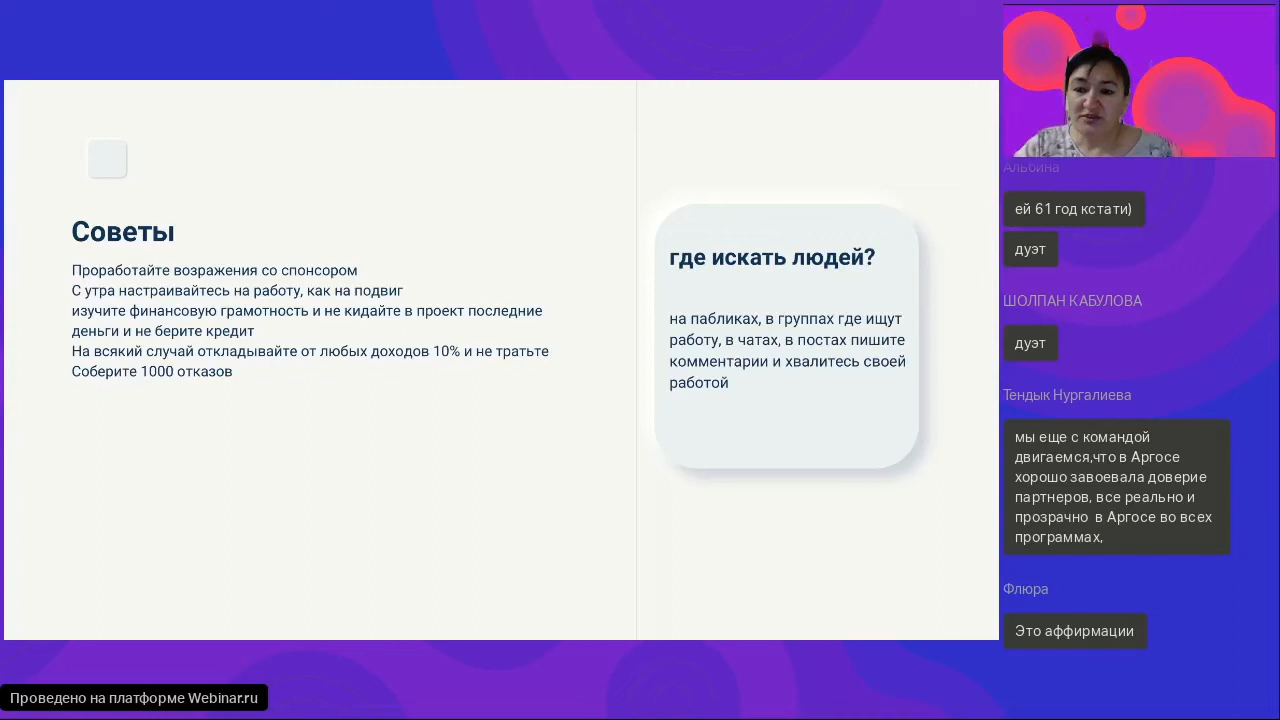 Советы
Проработайте возражения со спонсором
С утра настраивайтесь на работу, как на подвиг
изучите финансовую грамотность и не кидайте в проект последние
деньги и не берите кредит
На всякий случай откладывайте от любых доходов 10% и не тратьте
Соберите 1000 отказов
где искать людей?
на пабликах, в группах где ищут
работу, в чатах, в постах пишите
комментарии и хвалитесь своей
работой
Альбина
ей 61 год кстати)
дуэт
ШОЛПАН КАБУЛОВА
дуэт
Тендык Нургалиева
мы еще с командой
двигаемся,что в Аргосе
хорошо завоевала доверие
партнеров, все реально и
прозрачно в Аргосе во всех
программах,
Флюра
Это аффирмации
Проведено на платформе Webinar.ru